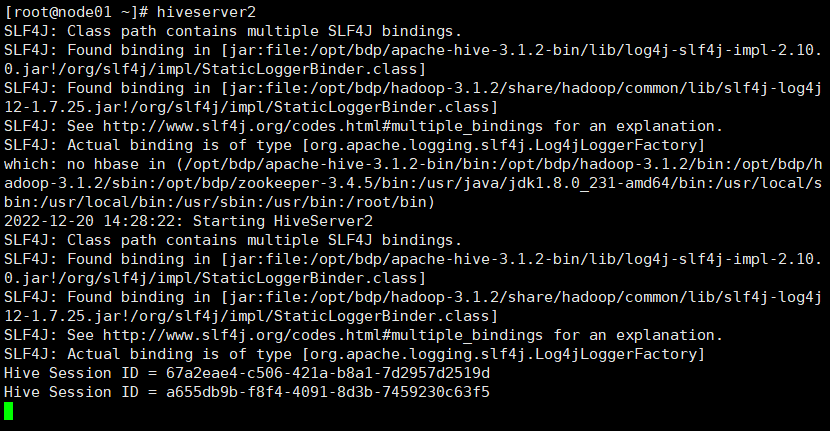 [root@node01 ~]# hiveserver2
SLF4J: Class path contains multiple SLF4J bindings.
SLF4J: Found binding in [jar:file:/opt/bdp/apache-hive-3.1.2-bin/lib/log4j-slf4j-impl-2.10.
0.jar!/org/slf4j/impl/StaticLoggerBinder.class]
SLF4J: Found binding in [jar:file:/opt/bdp/hadoop-3.1.2/share/hadoop/common/lib/slf4j-log4j
12-1.7.25.jar!/org/slf4j/impl/StaticLoggerBinder.class]
SLF4J: See http://www.slf4j.org/codes.html#multiple_bindings for an explanation.
SLF4J: Actual binding is of type [org.apache.logging.slf4j.Log4jLoggerFactory]
which: no hbase in (/opt/bdp/apache-hive-3.1.2-bin/bin:/opt/bdp/hadoop-3.1.2/bin:/opt/bdp/h
adoop-3.1.2/sbin:/opt/bdp/zookeeper-3.4.5/bin:/usr/java/jdk1.8.0_231-amd64/bin:/usr/local/s
bin:/usr/local/bin:/usr/sbin:/usr/bin:/root/bin)
2022-12-20 14:28:22: Starting HiveServer2
SLF4J: Class path contains multiple SLF4J bindings.
SLF4J: Found binding in [jar:file:/opt/bdp/apache-hive-3.1.2-bin/lib/log4j-slf4j-impl-2.10.
0.jar!/org/slf4j/impl/StaticLoggerBinder.class]
SLF4J: Found binding in [jar:file:/opt/bdp/hadoop-3.1.2/share/hadoop/common/lib/slf4j-log4j
12-1.7.25.jar!/org/slf4j/impl/StaticLoggerBinder.class]
SLF4J: See http://www.slf4j.org/codes.html#multiple_bindings for an explanation.
SLF4J: Actual binding is of type [org.apache.logging.slf4j.Log4jLoggerFactory]
Hive Session ID = 67a2eae4-c506-421a-b8a1-7d2957d2519d
Hive Session ID = a655db9b-f8f4-4091-8d3b-7459230c63f5